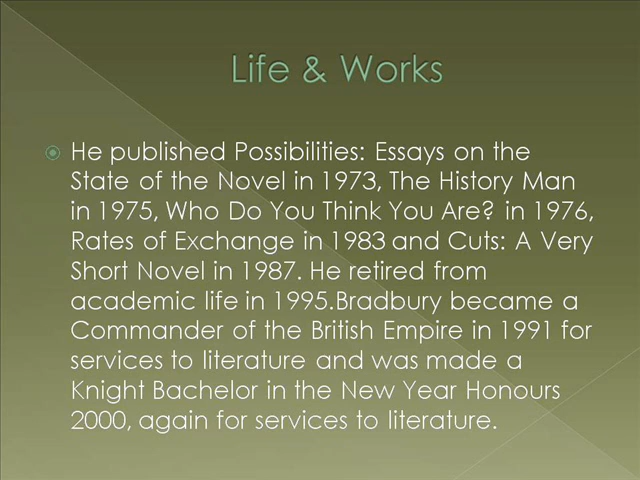 Life & Works
He published Possibilities: Essays on the
State of the Novel in 1973, The History Man
in 1975, Who Do You Think You Are? in 1976,
Rates of Exchange in 1983 and Cuts: A Very
Short Novel in 1987. He retired from
academic life in 1995.Bradbury became a
Commander of the British Empire in 1991 for
services to literature and was made a
Knight Bachelor in the New Year Honours
2000, again for services to literature.